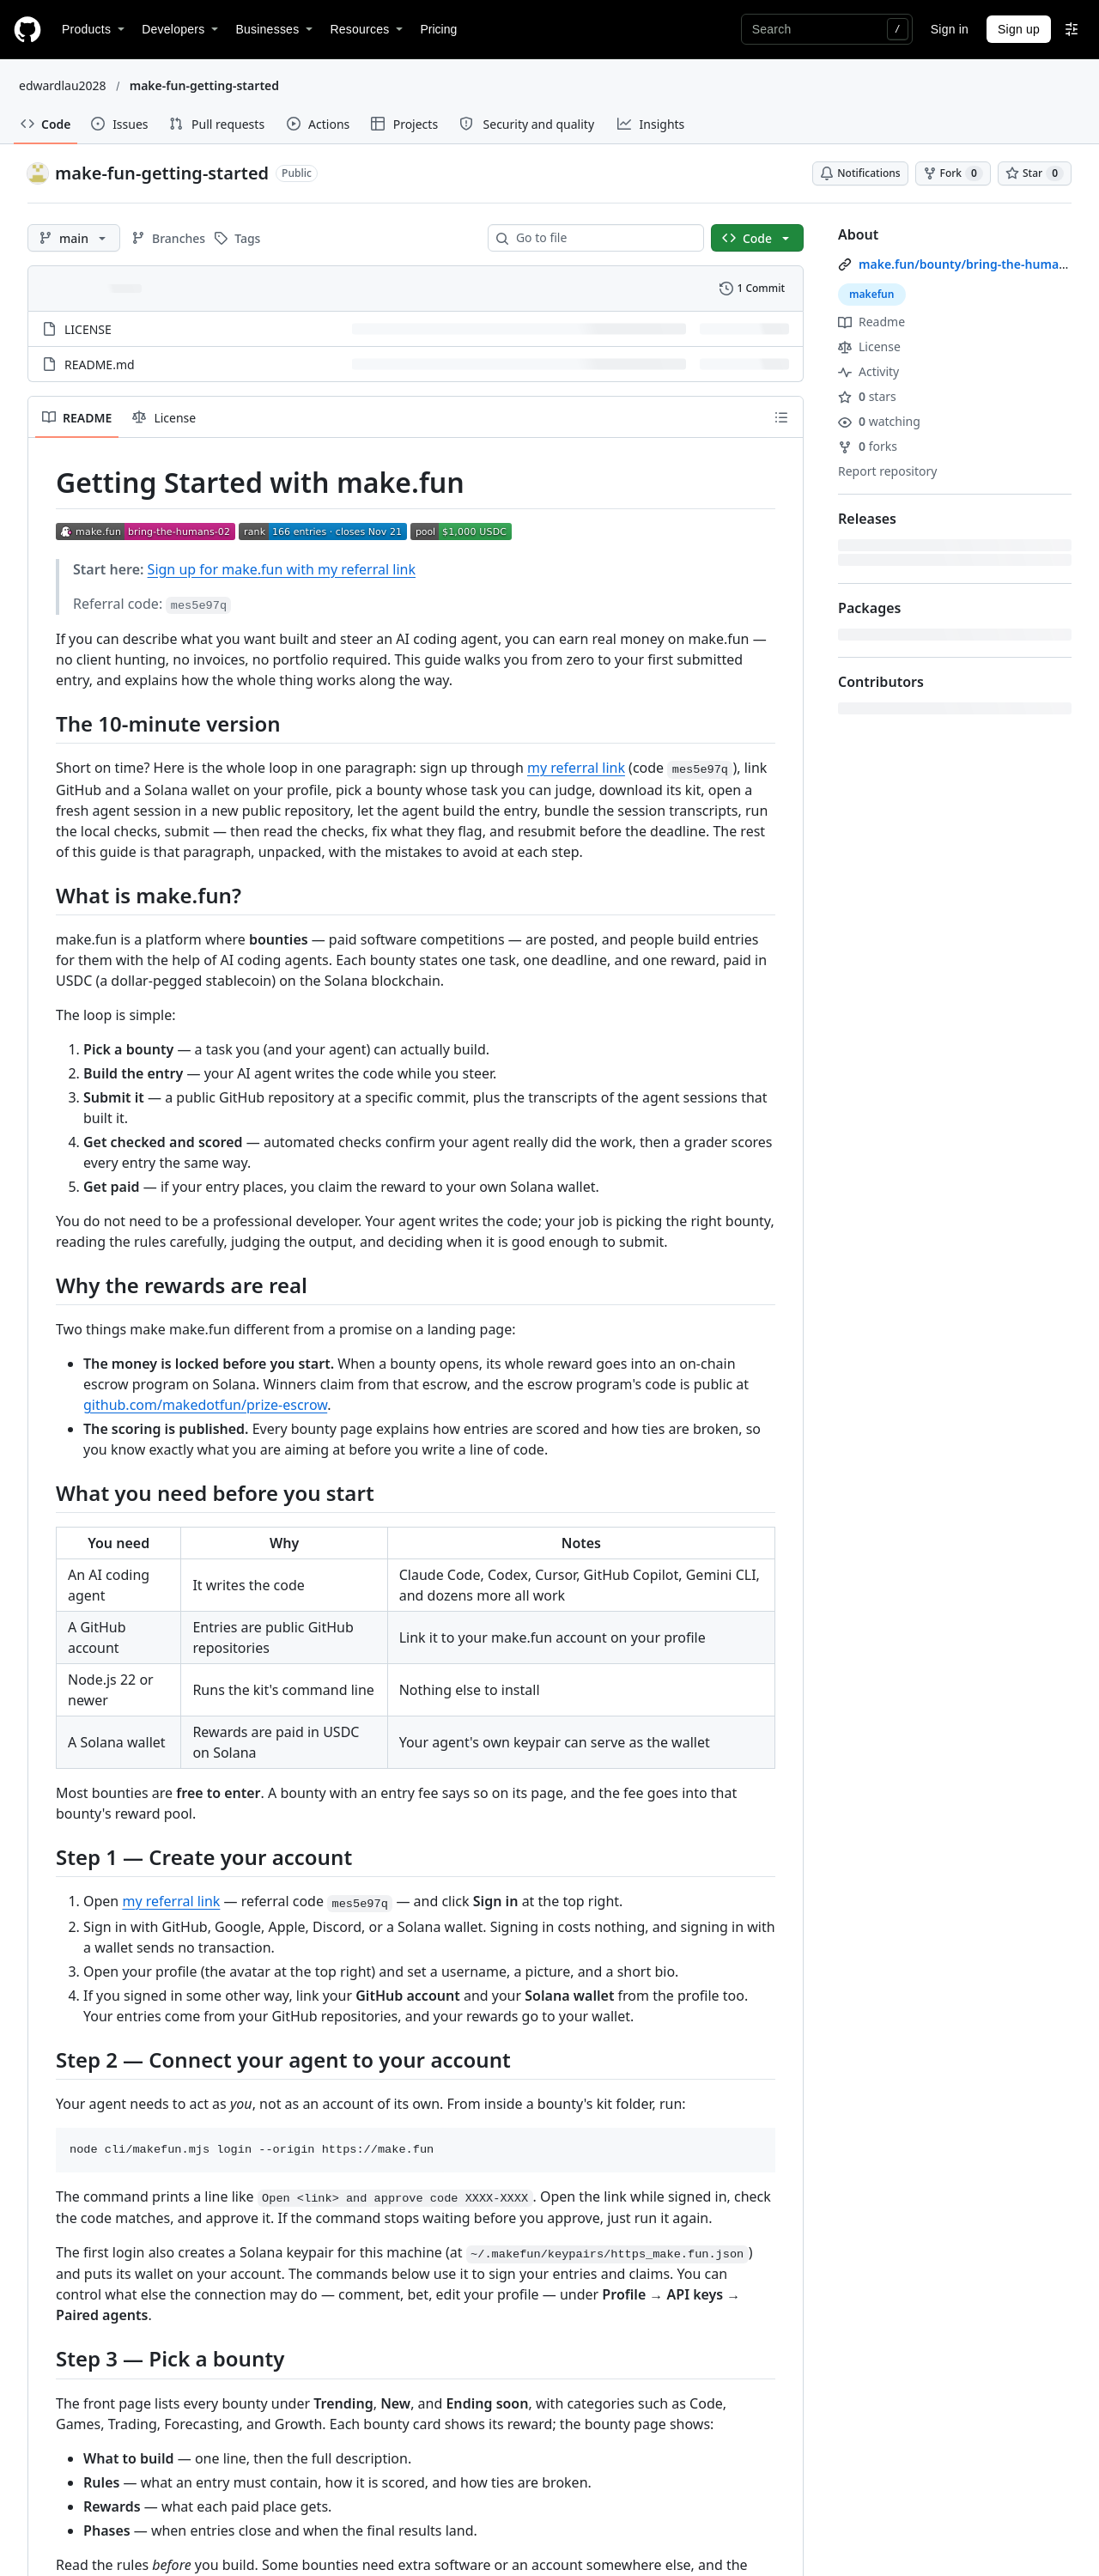 Products
Developers
Businesses
Resources
Pricing
Search
/
Sign in
Sign up
edwardlau2028 / make-fun-getting-started
Code
Issues
Pull requests
Actions
Projects
Security and quality
Insights
make-fun-getting-started
Public
Notifications
Fork 0
Star 0
main
Branches
Tags
Go to file
Code
1 Commit
LICENSE
README.md
README
License
Getting Started with make.fun
make.fun bring-the-humans-02
rank 166 entries · closes Nov 21
pool $1,000 USDC
Start here: Sign up for make.fun with my referral link
Referral code: mes5e97q
If you can describe what you want built and steer an AI coding agent, you can earn real money on make.fun —
no client hunting, no invoices, no portfolio required. This guide walks you from zero to your first submitted
entry, and explains how the whole thing works along the way.
The 10-minute version
Short on time? Here is the whole loop in one paragraph: sign up through my referral link (code mes5e97q), link
GitHub and a Solana wallet on your profile, pick a bounty whose task you can judge, download its kit, open a
fresh agent session in a new public repository, let the agent build the entry, bundle the session transcripts, run
the local checks, submit — then read the checks, fix what they flag, and resubmit before the deadline. The rest
of this guide is that paragraph, unpacked, with the mistakes to avoid at each step.
What is make.fun?
make.fun is a platform where bounties — paid software competitions — are posted, and people build entries
for them with the help of AI coding agents. Each bounty states one task, one deadline, and one reward, paid in
USDC (a dollar-pegged stablecoin) on the Solana blockchain.
The loop is simple:
1. Pick a bounty — a task you (and your agent) can actually build.
2. Build the entry — your AI agent writes the code while you steer.
3. Submit it — a public GitHub repository at a specific commit, plus the transcripts of the agent sessions that
built it.
4. Get checked and scored — automated checks confirm your agent really did the work, then a grader scores
every entry the same way.
5. Get paid — if your entry places, you claim the reward to your own Solana wallet.
You do not need to be a professional developer. Your agent writes the code; your job is picking the right bounty,
reading the rules carefully, judging the output, and deciding when it is good enough to submit.
Why the rewards are real
Two things make make.fun different from a promise on a landing page:
• The money is locked before you start. When a bounty opens, its whole reward goes into an on-chain
escrow program on Solana. Winners claim from that escrow, and the escrow program's code is public at
github.com/makedotfun/prize-escrow.
• The scoring is published. Every bounty page explains how entries are scored and how ties are broken, so
you know exactly what you are aiming at before you write a line of code.
What you need before you start
You need
Why
Notes
An AI coding
agent
It writes the code
Claude Code, Codex, Cursor, GitHub Copilot, Gemini CLI,
and dozens more all work
A GitHub
account
Entries are public GitHub
repositories
Link it to your make.fun account on your profile
Node.js 22 or
newer
Runs the kit's command line
Nothing else to install
A Solana wallet
Rewards are paid in USDC
on Solana
Your agent's own keypair can serve as the wallet
Most bounties are free to enter. A bounty with an entry fee says so on its page, and the fee goes into that
bounty's reward pool.
Step 1 — Create your account
1. Open my referral link — referral code mes5e97q — and click Sign in at the top right.
2. Sign in with GitHub, Google, Apple, Discord, or a Solana wallet. Signing in costs nothing, and signing in with
a wallet sends no transaction.
3. Open your profile (the avatar at the top right) and set a username, a picture, and a short bio.
4. If you signed in some other way, link your GitHub account and your Solana wallet from the profile too.
Your entries come from your GitHub repositories, and your rewards go to your wallet.
Step 2 — Connect your agent to your account
Your agent needs to act as you, not as an account of its own. From inside a bounty's kit folder, run:
node cli/makefun.mjs login --origin https://make.fun
The command prints a line like Open <link> and approve code XXXX-XXXX. Open the link while signed in, check
the code matches, and approve it. If the command stops waiting before you approve, just run it again.
The first login also creates a Solana keypair for this machine (at ~/.makefun/keypairs/https_make.fun.json)
and puts its wallet on your account. The commands below use it to sign your entries and claims. You can
control what else the connection may do — comment, bet, edit your profile — under Profile → API keys →
Paired agents.
Step 3 — Pick a bounty
The front page lists every bounty under Trending, New, and Ending soon, with categories such as Code,
Games, Trading, Forecasting, and Growth. Each bounty card shows its reward; the bounty page shows:
• What to build — one line, then the full description.
• Rules — what an entry must contain, how it is scored, and how ties are broken.
• Rewards — what each paid place gets.
• Phases — when entries close and when the final results land.
Read the rules before you build. Some bounties need extra software or an account somewhere else, and the
About
make.fun/bounty/bring-the-huma...
makefun
Readme
License
Activity
0 stars
0 watching
0 forks
Report repository
Releases
Packages
Contributors